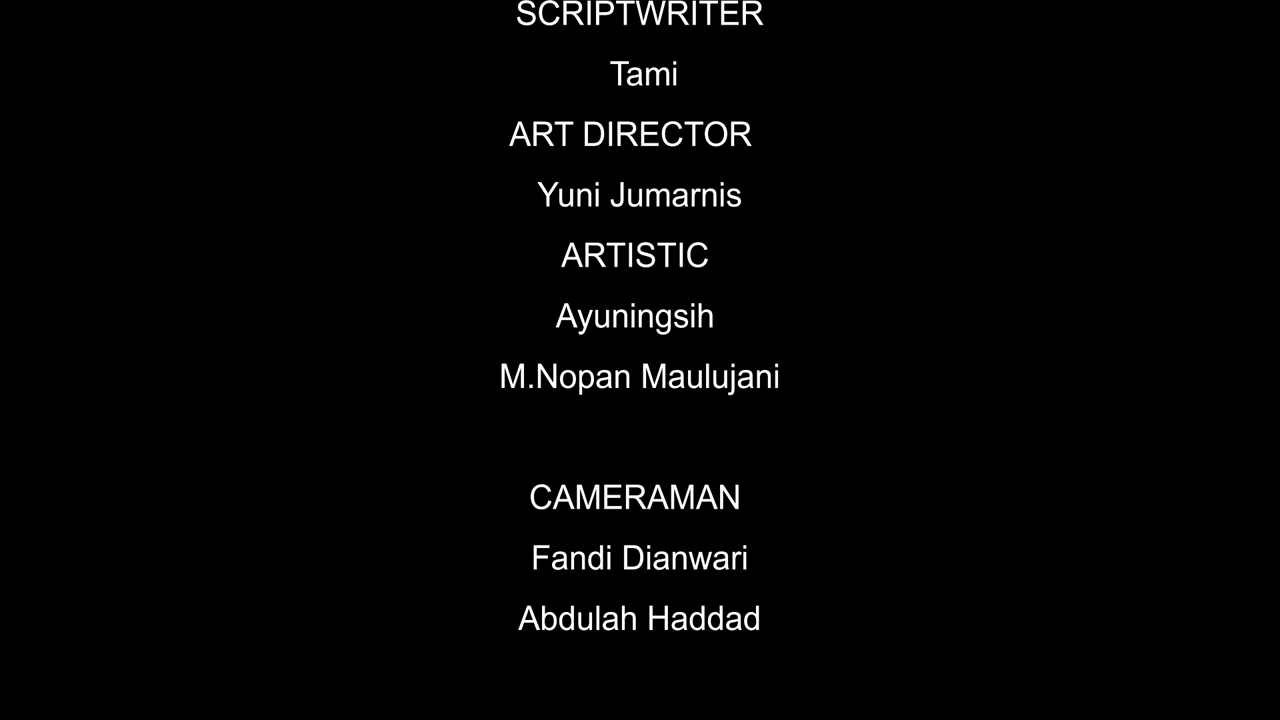 SCRIPTWRITER
Tami
ART DIRECTOR
Yuni Jumarnis
ARTISTIC
Ayuningsih
M.Nopan Maulujani
CAMERAMAN
Fandi Dianwari
Abdulah Haddad